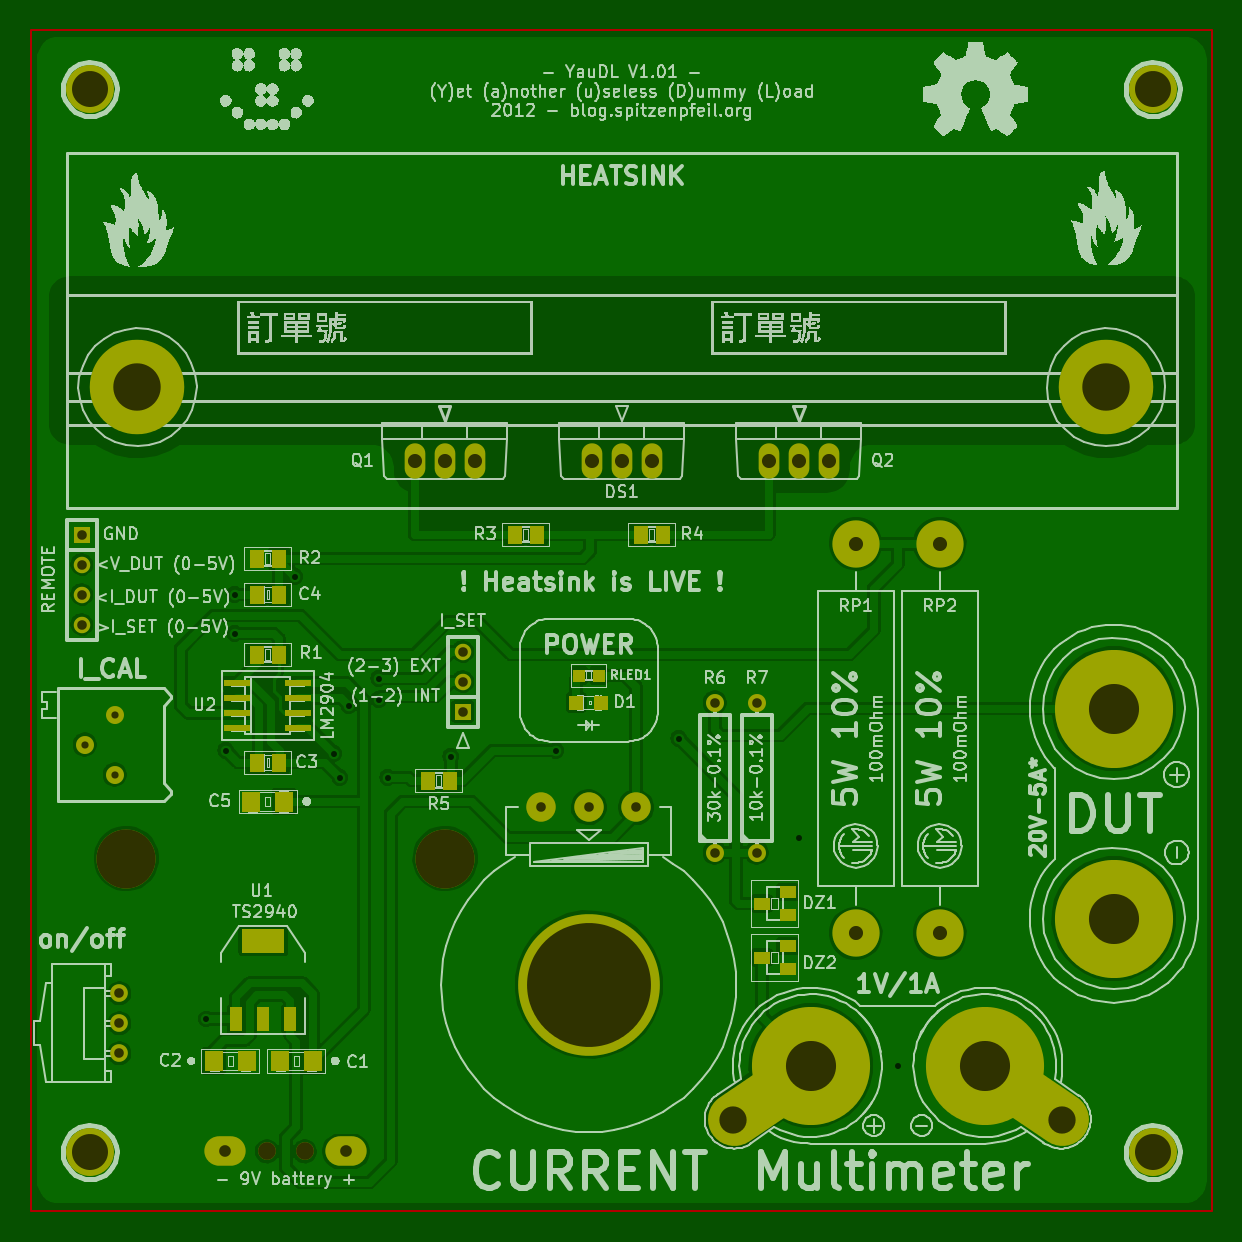 - YauDL V1.01 -
(Y)et (a)nother (u)seless (D)ummy (L)oad
2012 - blog.spitzenpfeil.org
HEATSINK
訂單號
訂單號
Q1
DS1
Q2
GND
R3
R4
REMOTE
<V_DUT (0-5V)
R2
<I_DUT (0-5V)
C4
! Heatsink is LIVE !
>I_SET (0-5V)
I_SET
RP1
RP2
R1
POWER
I_CAL
(2-3) EXT
(1-2) INT
RLED1
D1
R6
R7
U2
LM2904
30k-0.1%
10k-0.1%
5W 10%
100mOhm
5W 10%
100mOhm
C3
C5
R5
20V-5A*
DUT
+
-
U1
TS2940
DZ1
on/off
DZ2
1V/1A
C2
C1
+
-
- 9V battery +
CURRENT
Multimeter